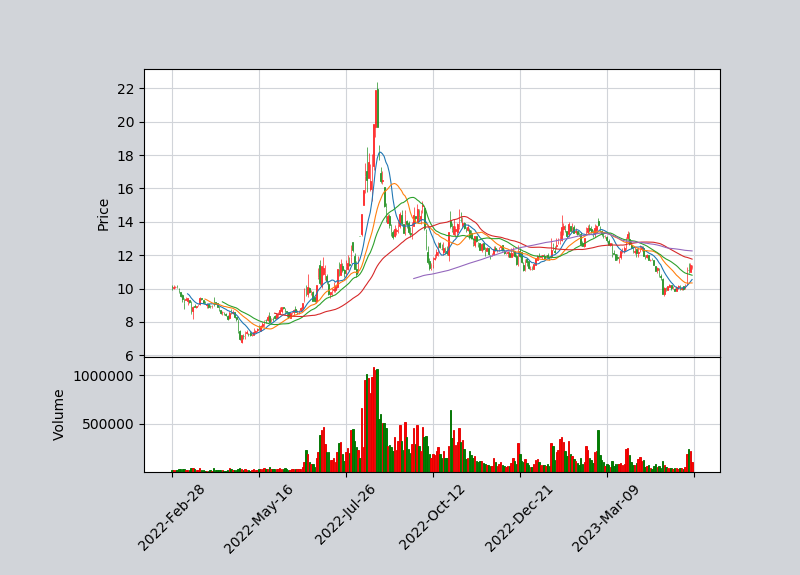 22
20
18
16
Price
14
12
10
8
6
1000000
Volume
500000
2022-Feb-28
2022-May-16
2022-Jul-26
2022-Oct-12
2022-Dec-21
2023-Mar-09